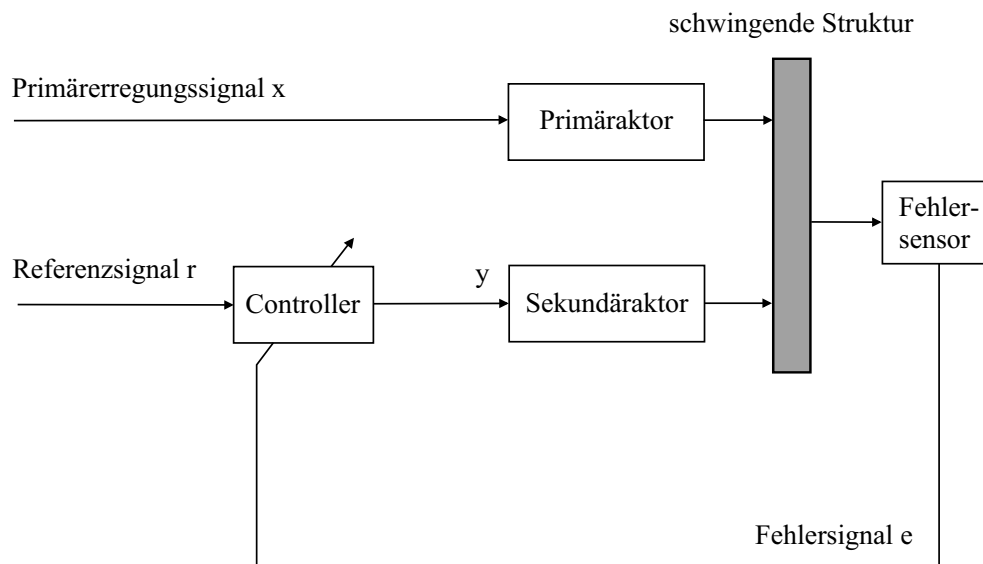 schwingende Struktur
Primärerregungssignal x
Primäraktor
Fehler-
sensor
Referenzsignal r
Controller
y
Sekundäraktor
Fehlersignal e